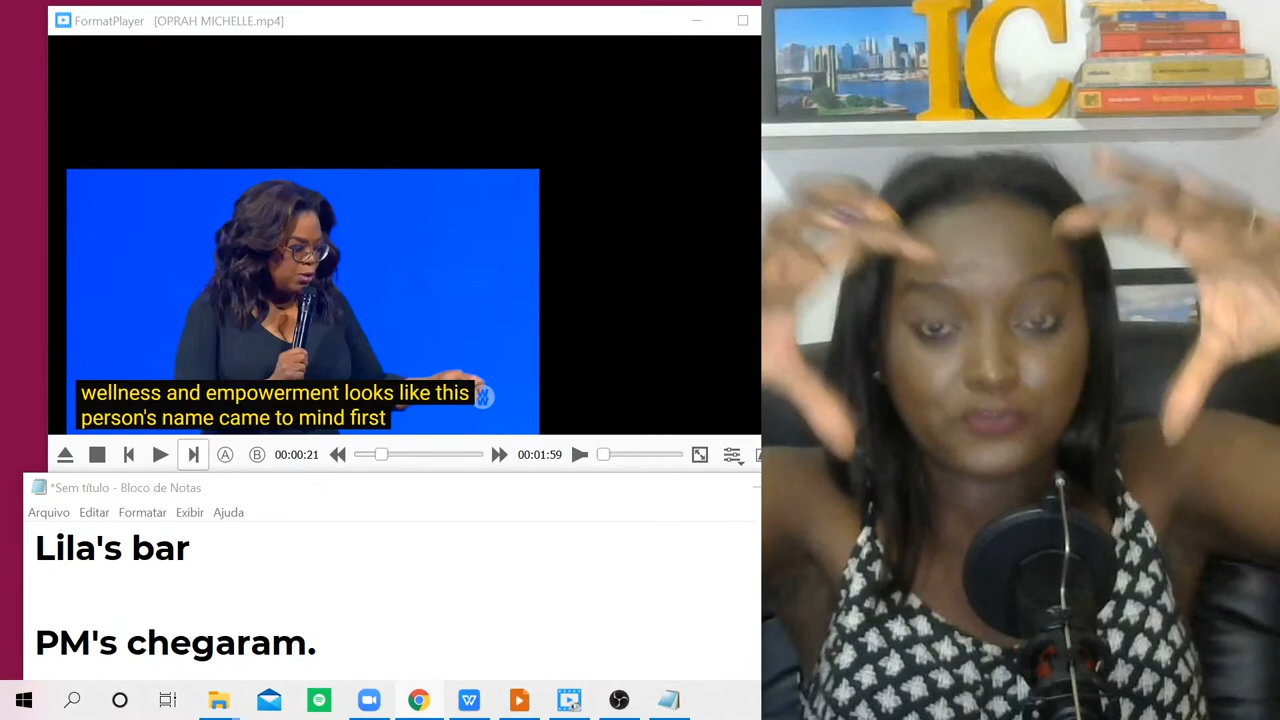 FormatPlayer [OPRAH MICHELLE.mp4]
IC
wellness and empowerment looks like this
person's name came to mind first
W
W
A
B
00:00:21
00:01:59
*Sem título - Bloco de Notas
Arquivo Editar Formatar Exibir Ajuda
Lila's bar
PM's chegaram.
W